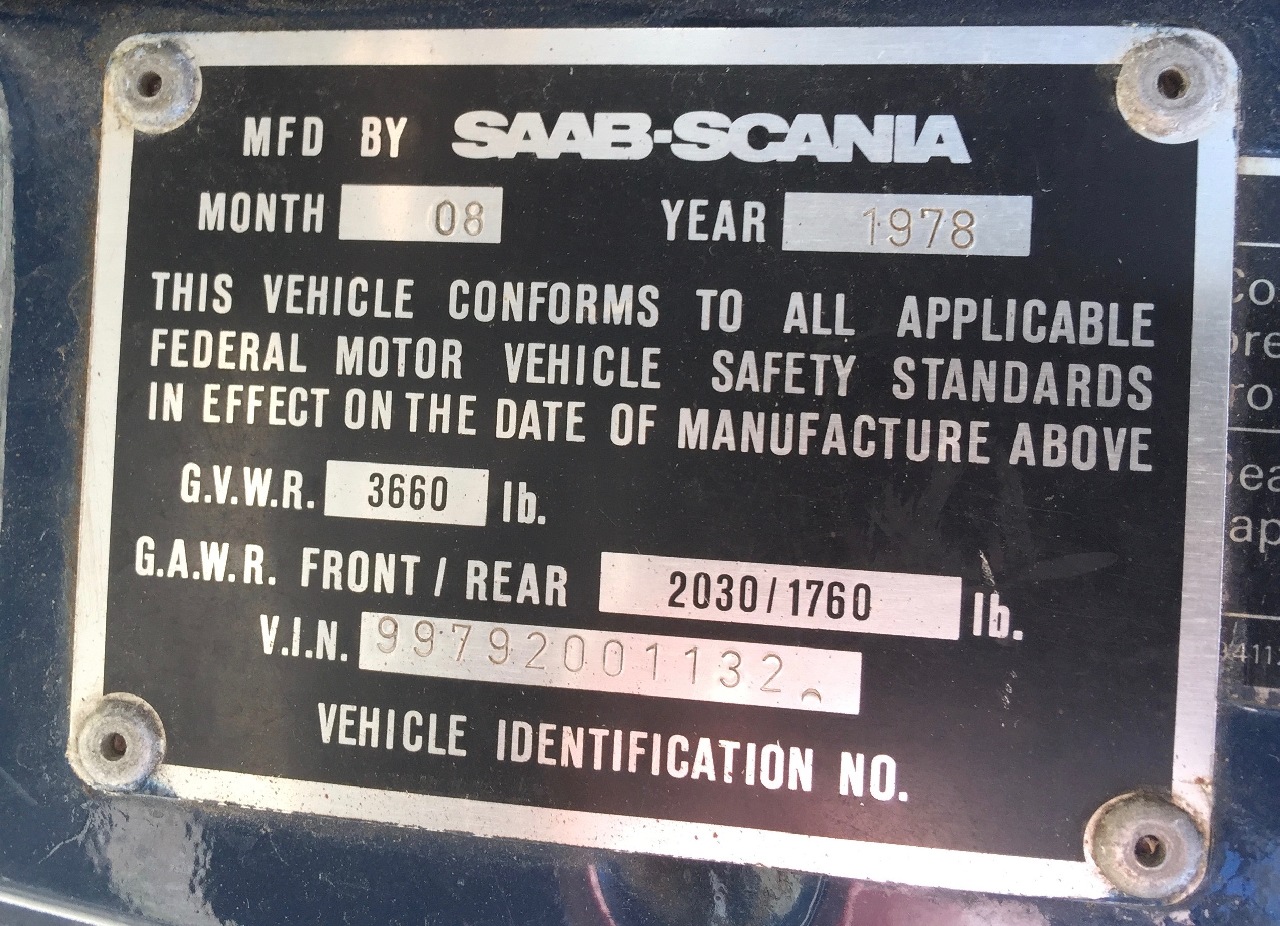 MFD BY SAAB-SCANIA
MONTH 08 YEAR 1978
THIS VEHICLE CONFORMS TO ALL APPLICABLE
FEDERAL MOTOR VEHICLE SAFETY STANDARDS
IN EFFECT ON THE DATE OF MANUFACTURE ABOVE
G.V.W.R. 3660 lb.
G.A.W.R. FRONT / REAR 2030/1760 lb.
V.I.N. 99792001132
VEHICLE IDENTIFICATION NO.